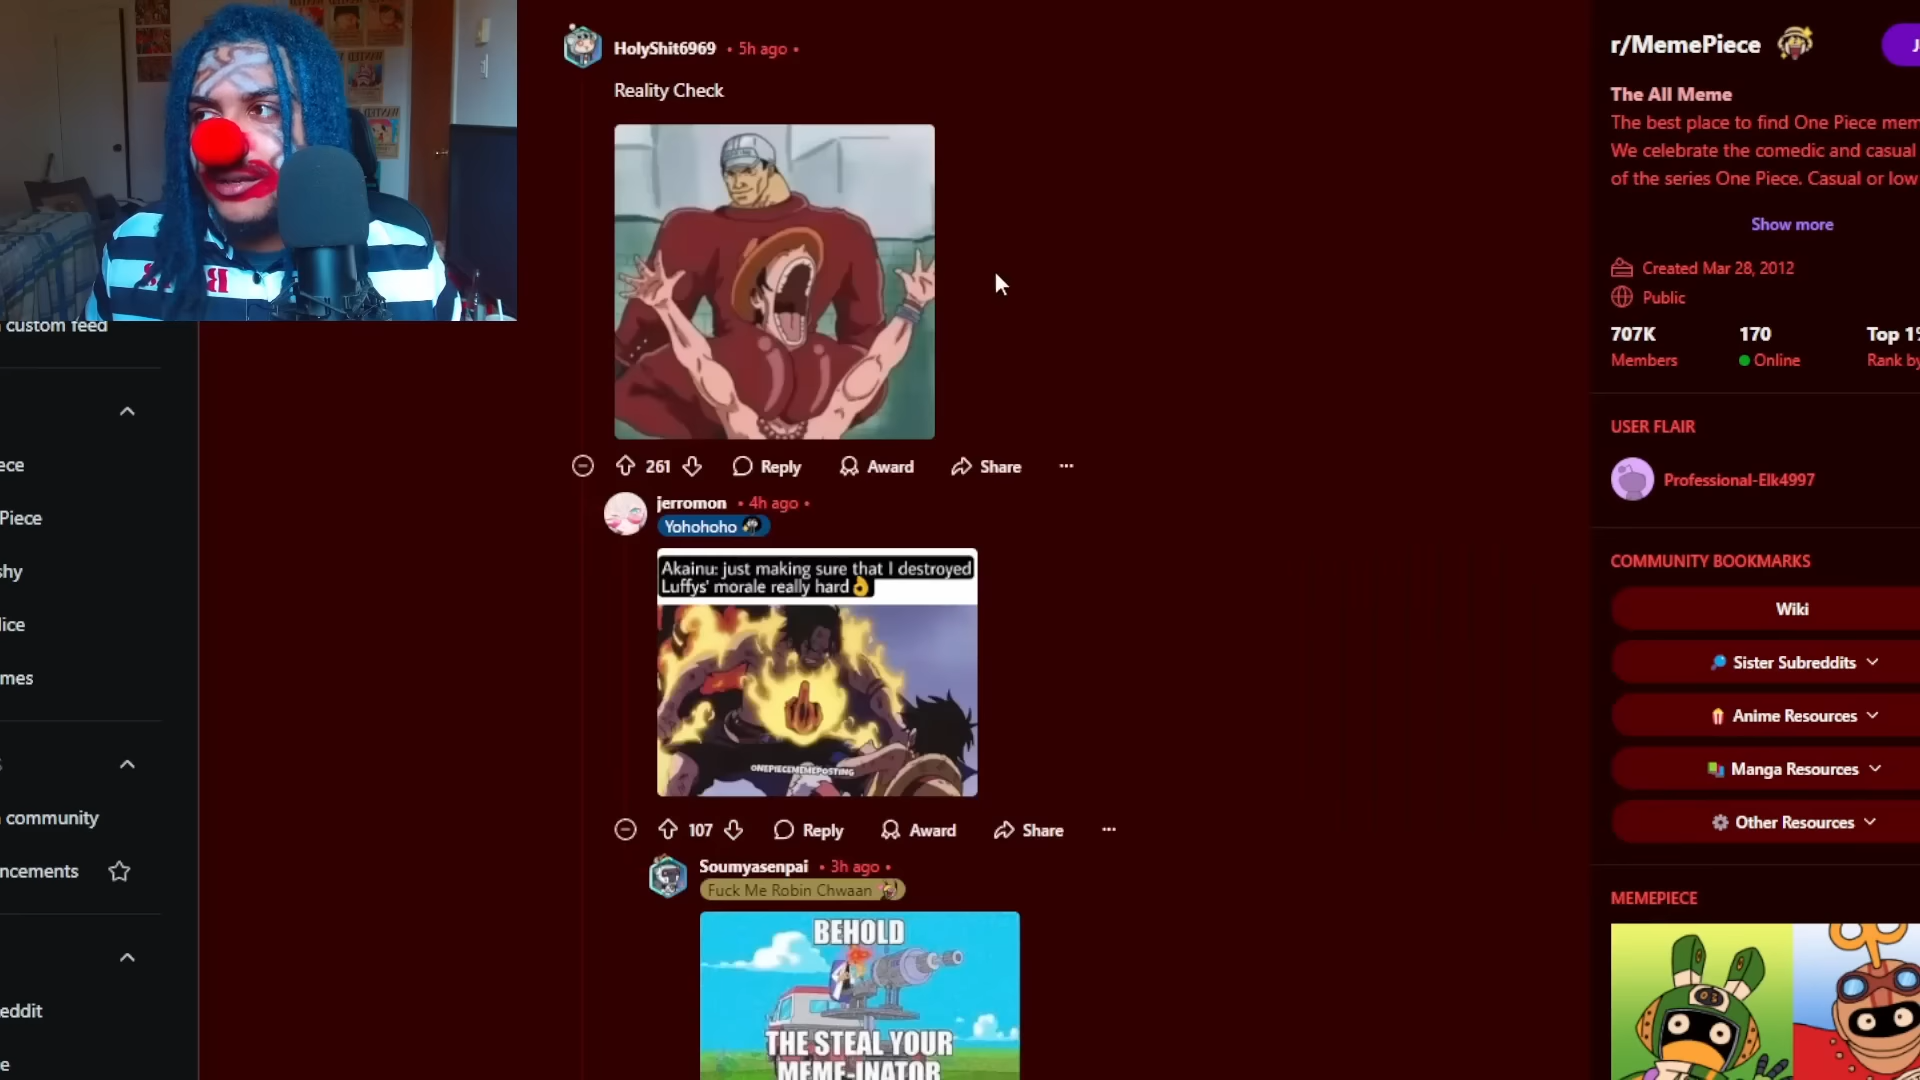 HolyShit6969 • 5h ago •
Reality Check
261 Reply Award Share
jerromon • 4h ago •
Yohohoho
Akainu: just making sure that I destroyed
Luffys' morale really hard👌
ONEPIECEMEMEPOSTING
107 Reply Award Share
Soumyasenpai • 3h ago •
Fuck Me Robin Chwaan
BEHOLD
THE STEAL YOUR
MEME-INATOR
custom feed
ece
Piece
shy
lice
mes
community
ncements
eddit
e
r/MemePiece
The All Meme
The best place to find One Piece mem
We celebrate the comedic and casual
of the series One Piece. Casual or low
Show more
Created Mar 28, 2012
Public
707K 170 Top 1%
Members Online Rank by
USER FLAIR
Professional-Elk4997
COMMUNITY BOOKMARKS
Wiki
Sister Subreddits
Anime Resources
Manga Resources
Other Resources
MEMEPIECE